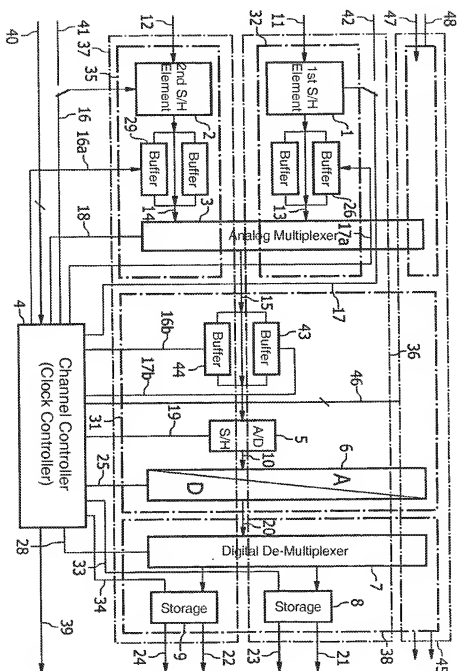 40
41
12
11
42
47
48
37
35
32
16
2nd S/H
Element
1st S/H
Element
16a
29
2
1
Buffer
Buffer
Buffer
Buffer
18
14
3
13
26
17a
Analog Multiplexer
4
15
17
36
16b
43
Buffer
Buffer
17b
44
46
Channel Controller
(Clock Controller)
31
19
S/H
A/D
5
10
6
25
D
A
28
33
34
20
Digital De-Multiplexer
7
Storage
Storage
8
39
24
9
22
23
21
38
45